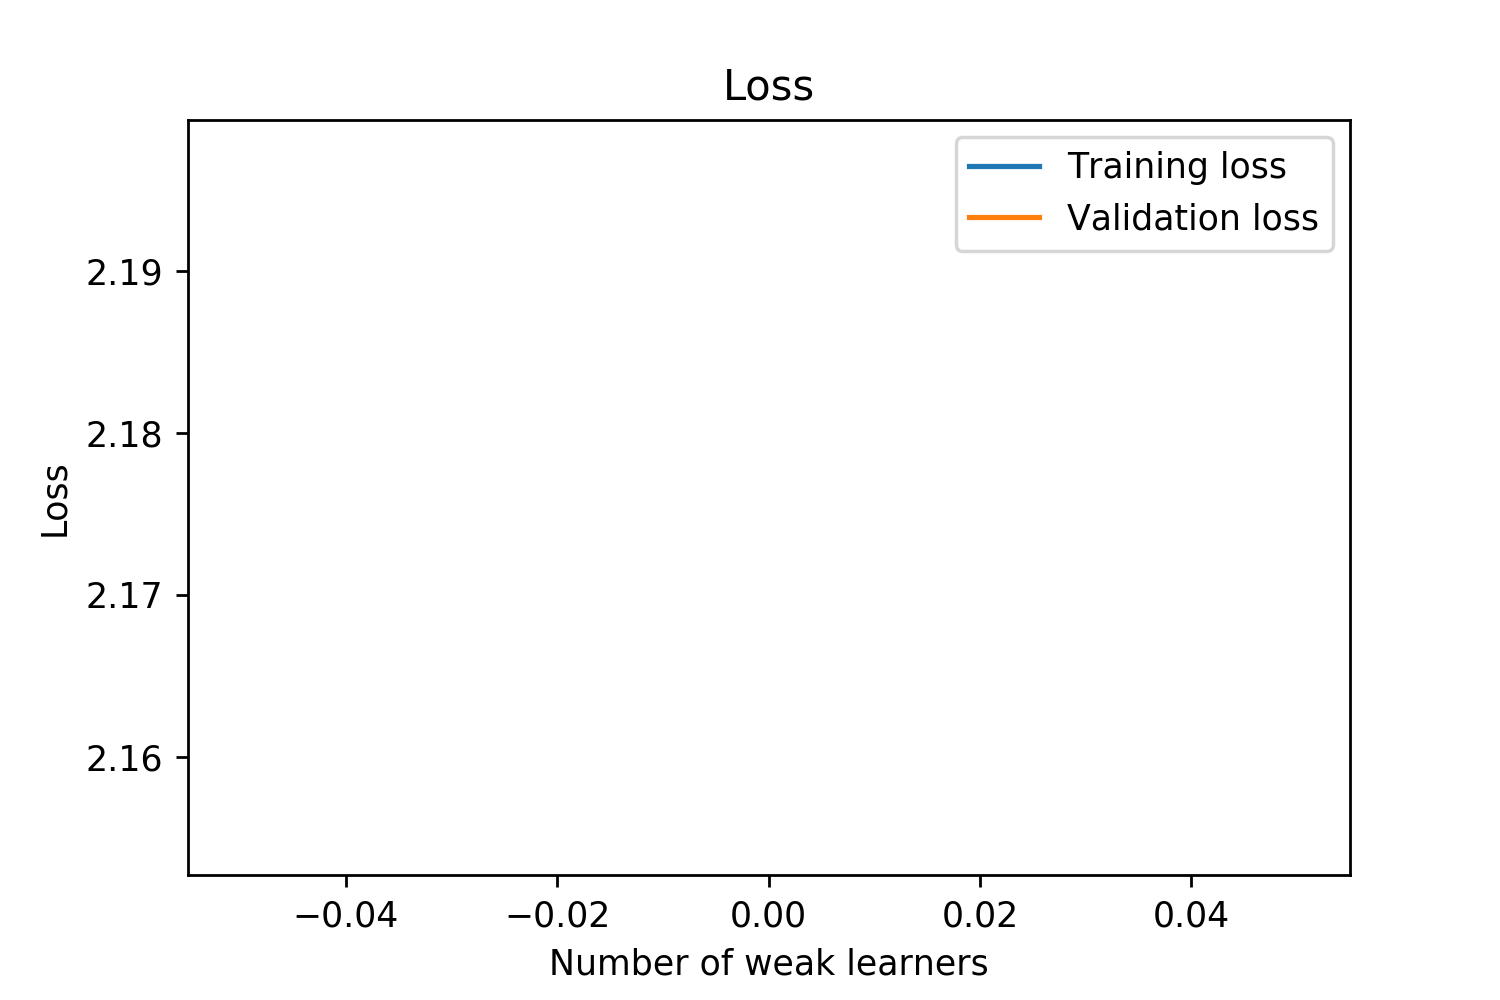 Loss
Training loss
Validation loss
2.19
2.18
2.17
2.16
Loss
−0.04
−0.02
0.00
0.02
0.04
Number of weak learners